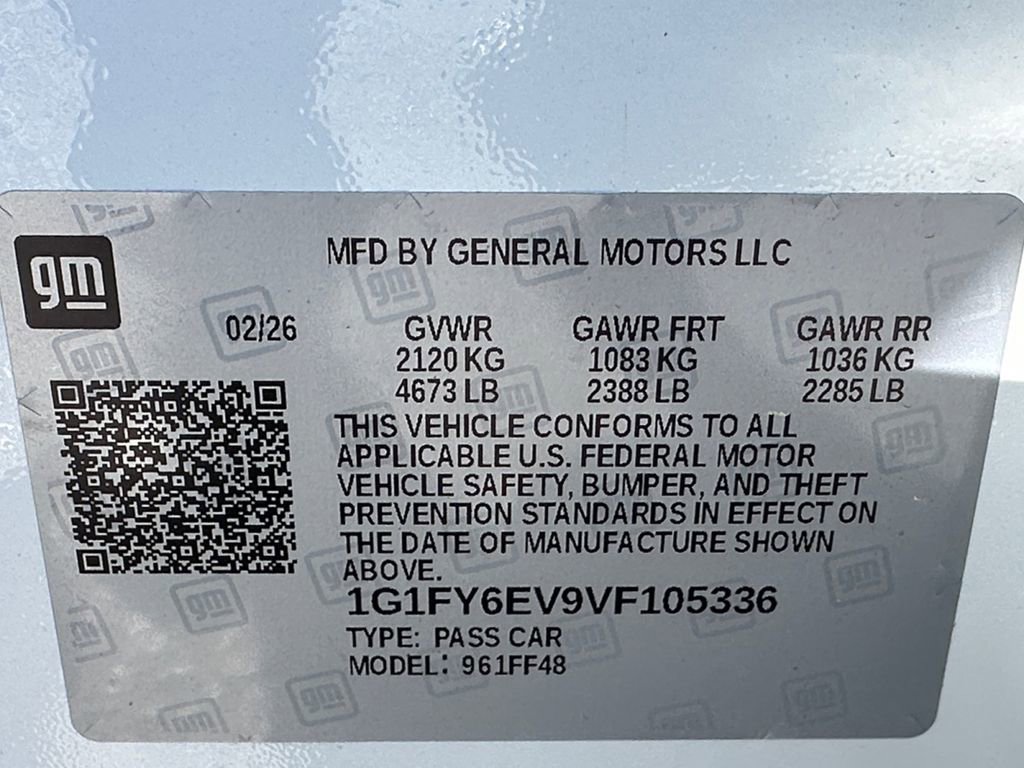 gm
MFD BY GENERAL MOTORS LLC
02/26 GVWR GAWR FRT GAWR RR
2120 KG 1083 KG 1036 KG
4673 LB 2388 LB 2285 LB
THIS VEHICLE CONFORMS TO ALL
APPLICABLE U.S. FEDERAL MOTOR
VEHICLE SAFETY, BUMPER, AND THEFT
PREVENTION STANDARDS IN EFFECT ON
THE DATE OF MANUFACTURE SHOWN
ABOVE.
1G1FY6EV9VF105336
TYPE: PASS CAR
MODEL: 961FF48